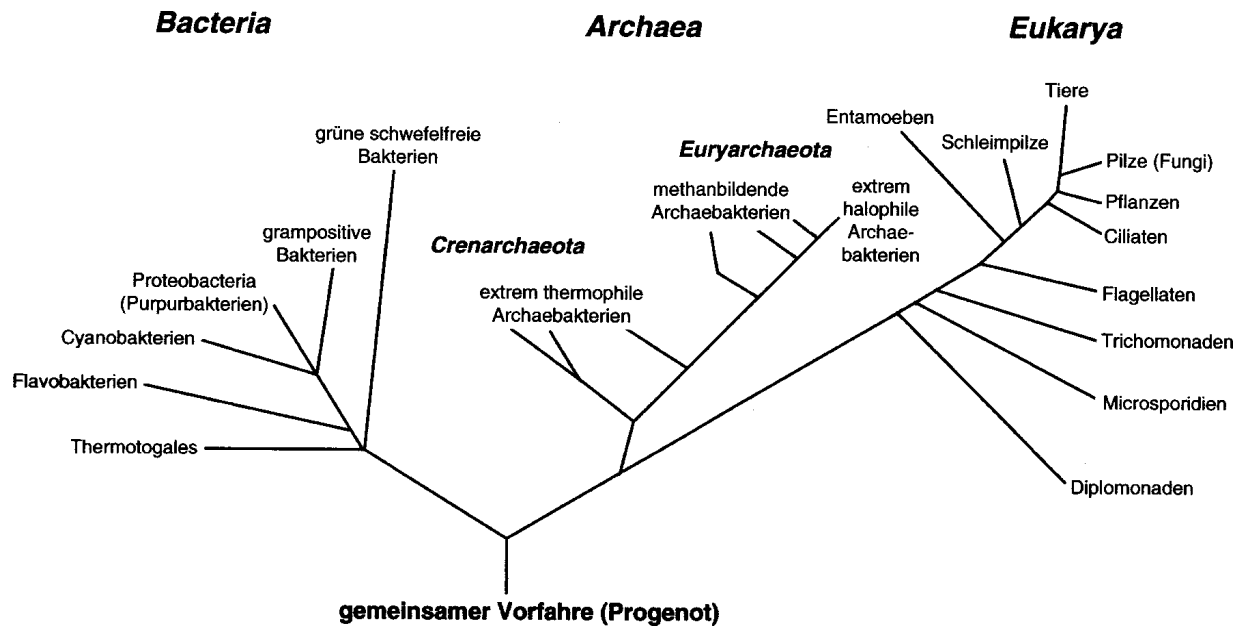 Bacteria
Archaea
Eukarya
grüne schwefelfreie
Bakterien
grampositive
Bakterien
Proteobacteria
(Purpurbakterien)
Cyanobakterien
Flavobakterien
Thermotogales
Crenarchaeota
extrem thermophile
Archaebakterien
Euryarchaeota
methanbildende
Archaebakterien
extrem
halophile
Archae-
bakterien
Entamoeben
Schleimpilze
Tiere
Pilze (Fungi)
Pflanzen
Ciliaten
Flagellaten
Trichomonaden
Microsporidien
Diplomonaden
gemeinsamer Vorfahre (Progenot)